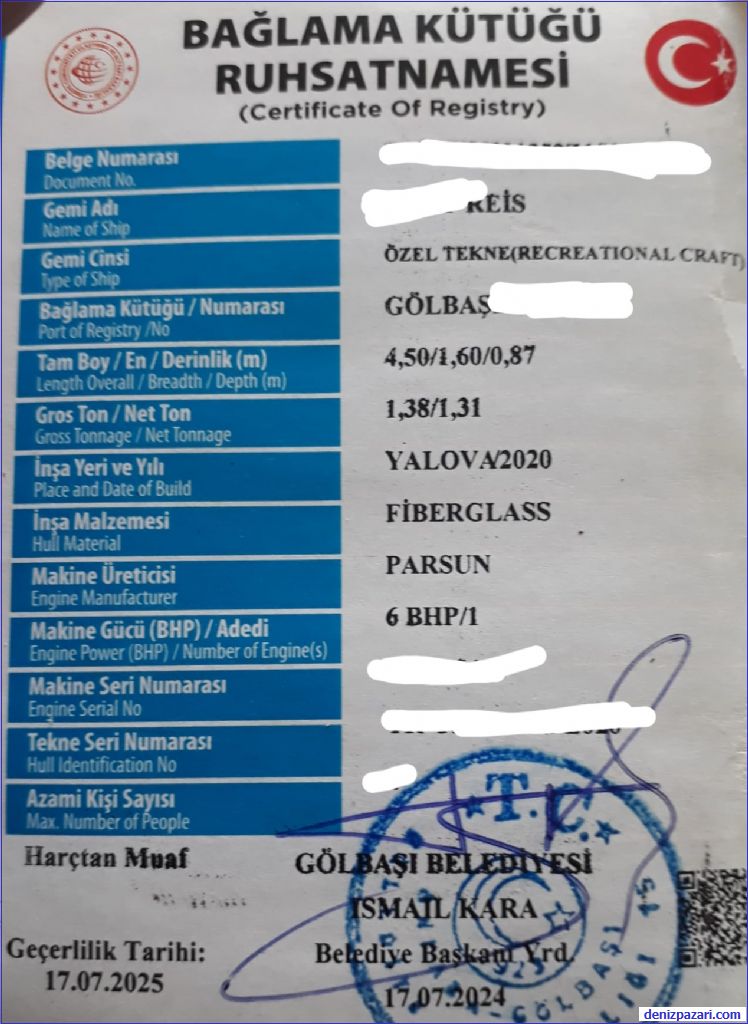 BAĞLAMA KÜTÜĞÜ
RUHSATNAMESİ
(Certificate Of Registry)
Belge Numarası
Document No.
Gemi Adı
Name of Ship
REİS
Gemi Cinsi
Type of Ship
ÖZEL TEKNE(RECREATIONAL CRAFT)
Bağlama Kütüğü / Numarası
Port of Registry /No
GÖLBAŞ
Tam Boy / En / Derinlik (m)
Length Overall / Breadth / Depth (m)
4,50/1,60/0,87
Gros Ton / Net Ton
Gross Tonnage / Net Tonnage
1,38/1,31
İnşa Yeri ve Yılı
Place and Date of Build
YALOVA/2020
İnşa Malzemesi
Hull Material
FİBERGLASS
Makine Üreticisi
Engine Manufacturer
PARSUN
Makine Gücü (BHP) / Adedi
Engine Power (BHP) / Number of Engine(s)
6 BHP/1
Makine Seri Numarası
Engine Serial No
Tekne Seri Numarası
Hull Identification No
Azami Kişi Sayısı
Max. Number of People
T.C.
Harçtan Muaf
GÖLBAŞI BELEDİYESİ
İSMAİL KARA
Geçerlilik Tarihi:
Belediye Başkanı Yrd.
17.07.2025
17.07.2024
GÖLBAŞI
denizpazari.com